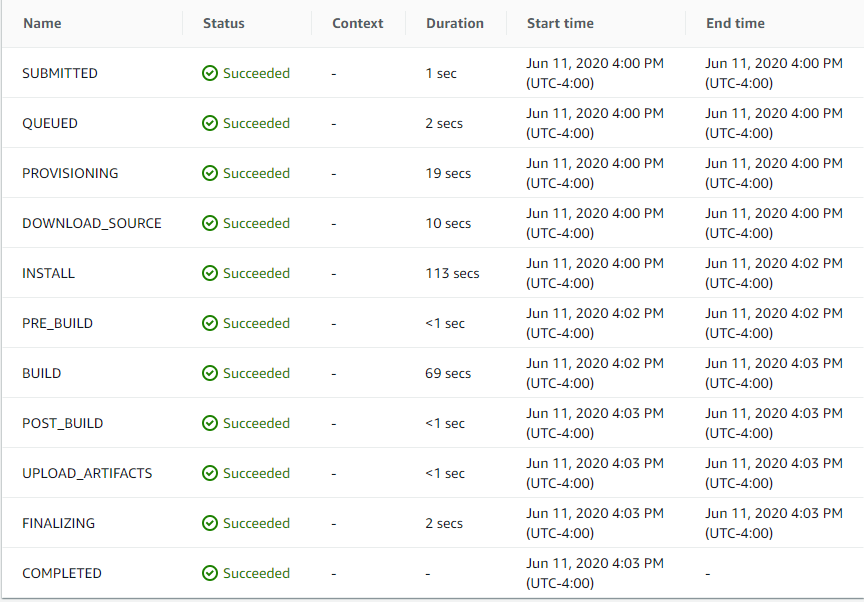 Name Status Context Duration Start time End time
SUBMITTED Succeeded - 1 sec Jun 11, 2020 4:00 PM (UTC-4:00) Jun 11, 2020 4:00 PM (UTC-4:00)
QUEUED Succeeded - 2 secs Jun 11, 2020 4:00 PM (UTC-4:00) Jun 11, 2020 4:00 PM (UTC-4:00)
PROVISIONING Succeeded - 19 secs Jun 11, 2020 4:00 PM (UTC-4:00) Jun 11, 2020 4:00 PM (UTC-4:00)
DOWNLOAD_SOURCE Succeeded - 10 secs Jun 11, 2020 4:00 PM (UTC-4:00) Jun 11, 2020 4:00 PM (UTC-4:00)
INSTALL Succeeded - 113 secs Jun 11, 2020 4:00 PM (UTC-4:00) Jun 11, 2020 4:02 PM (UTC-4:00)
PRE_BUILD Succeeded - <1 sec Jun 11, 2020 4:02 PM (UTC-4:00) Jun 11, 2020 4:02 PM (UTC-4:00)
BUILD Succeeded - 69 secs Jun 11, 2020 4:02 PM (UTC-4:00) Jun 11, 2020 4:03 PM (UTC-4:00)
POST_BUILD Succeeded - <1 sec Jun 11, 2020 4:03 PM (UTC-4:00) Jun 11, 2020 4:03 PM (UTC-4:00)
UPLOAD_ARTIFACTS Succeeded - <1 sec Jun 11, 2020 4:03 PM (UTC-4:00) Jun 11, 2020 4:03 PM (UTC-4:00)
FINALIZING Succeeded - 2 secs Jun 11, 2020 4:03 PM (UTC-4:00) Jun 11, 2020 4:03 PM (UTC-4:00)
COMPLETED Succeeded - - Jun 11, 2020 4:03 PM (UTC-4:00) -